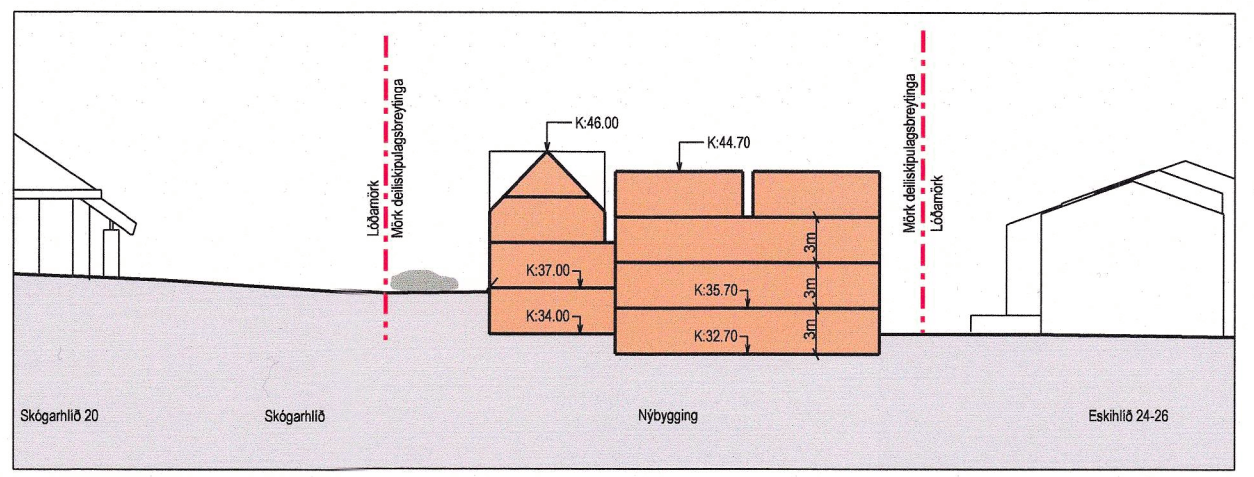 Lóðamörk
Mörk deiliskipulagsbreytinga
K:46.00
K:44.70
Mörk deiliskipulagsbreytinga
Lóðamörk
3m
K:37.00
K:35.70
3m
K:34.00
K:32.70
3m
Skógarhlíð 20
Skógarhlíð
Nýbygging
Eskihlíð 24-26